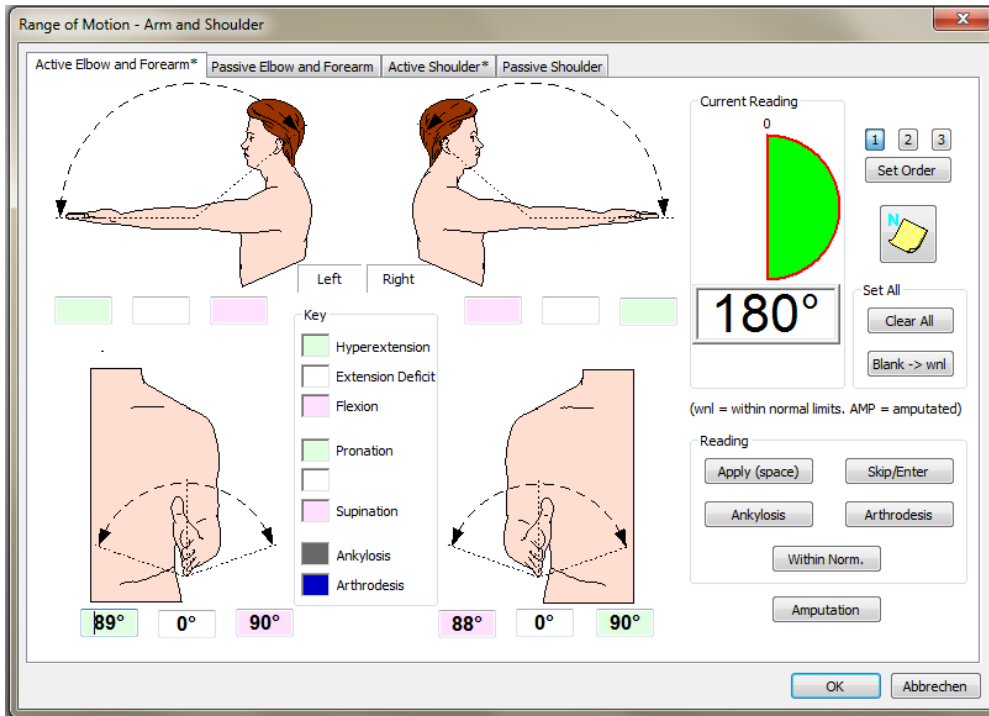 Range of Motion - Arm and Shoulder
x
Active Elbow and Forearm* Passive Elbow and Forearm Active Shoulder* Passive Shoulder
Left Right
Key
Hyperextension
Extension Deficit
Flexion
Pronation
Supination
Ankylosis
Arthrodesis
89° 0° 90° 88° 0° 90°
Current Reading
0
180°
1 2 3
Set Order
N
Set All
Clear All
Blank -> wnl
(wnl = within normal limits. AMP = amputated)
Reading
Apply (space) Skip/Enter
Ankylosis Arthrodesis
Within Norm.
Amputation
OK Abbrechen